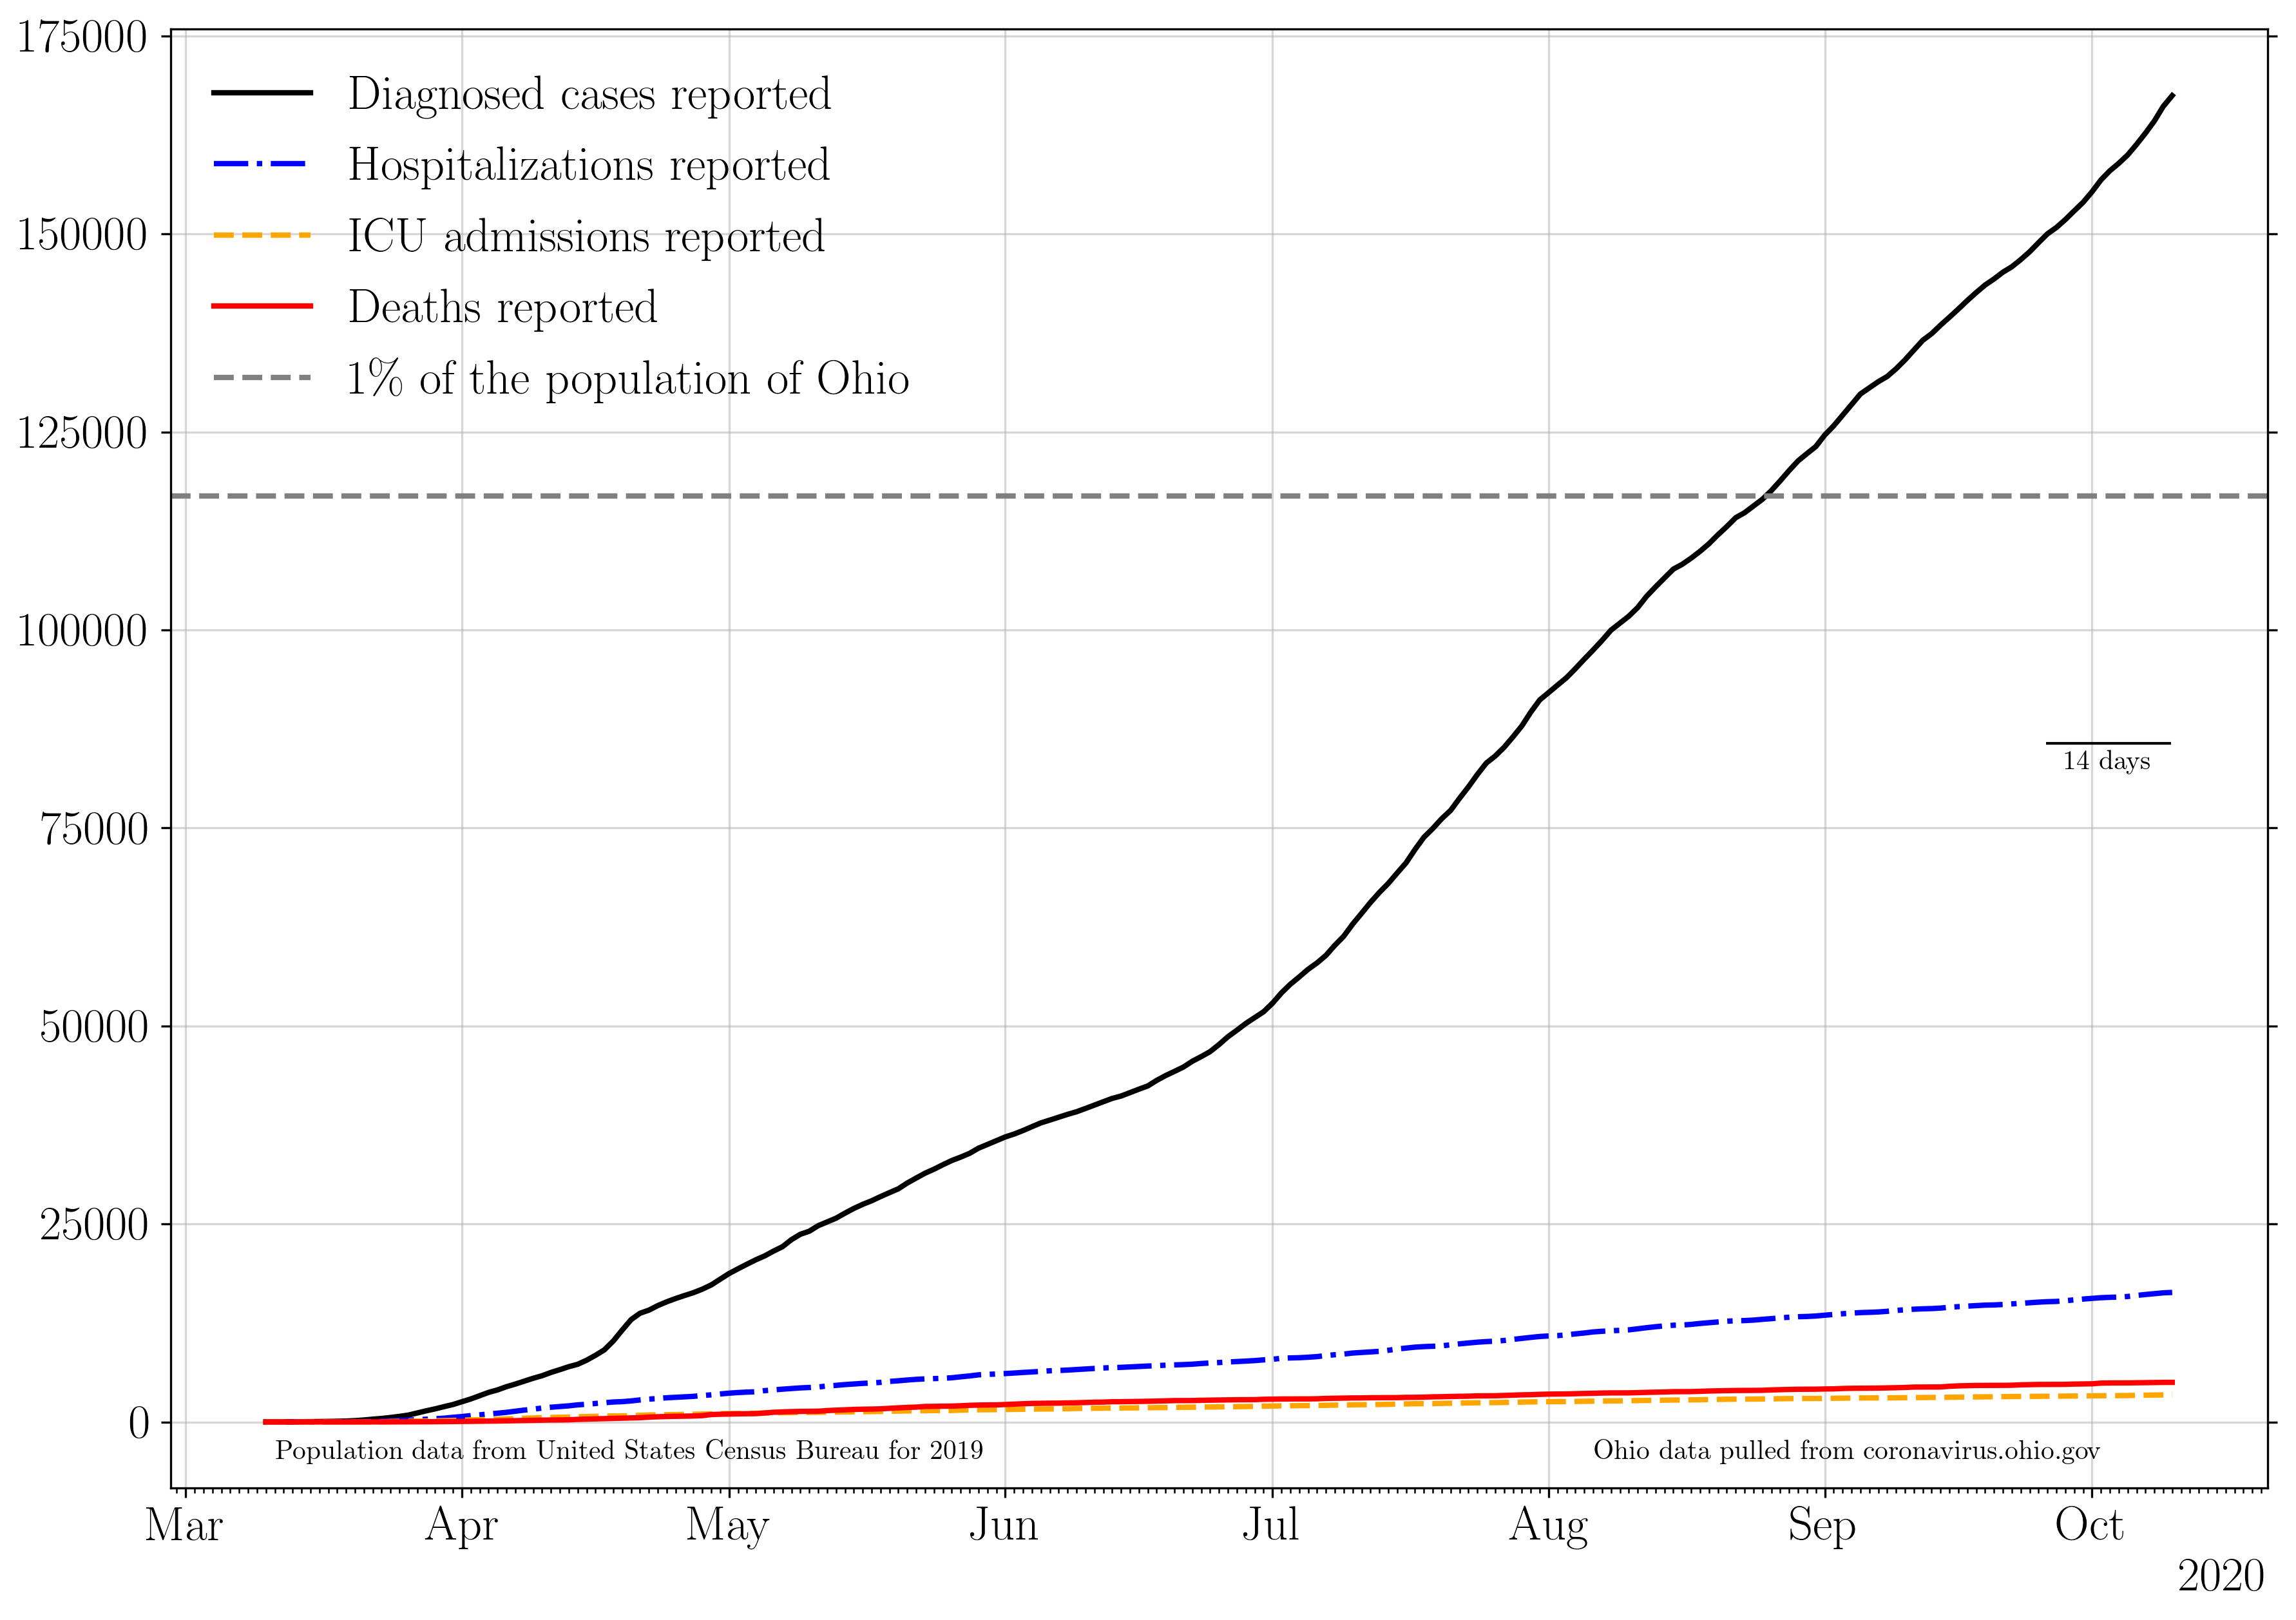 175000
150000
125000
100000
75000
50000
25000
0
Diagnosed cases reported
Hospitalizations reported
ICU admissions reported
Deaths reported
1% of the population of Ohio
14 days
Population data from United States Census Bureau for 2019
Ohio data pulled from coronavirus.ohio.gov
Mar Apr May Jun Jul Aug Sep Oct
2020